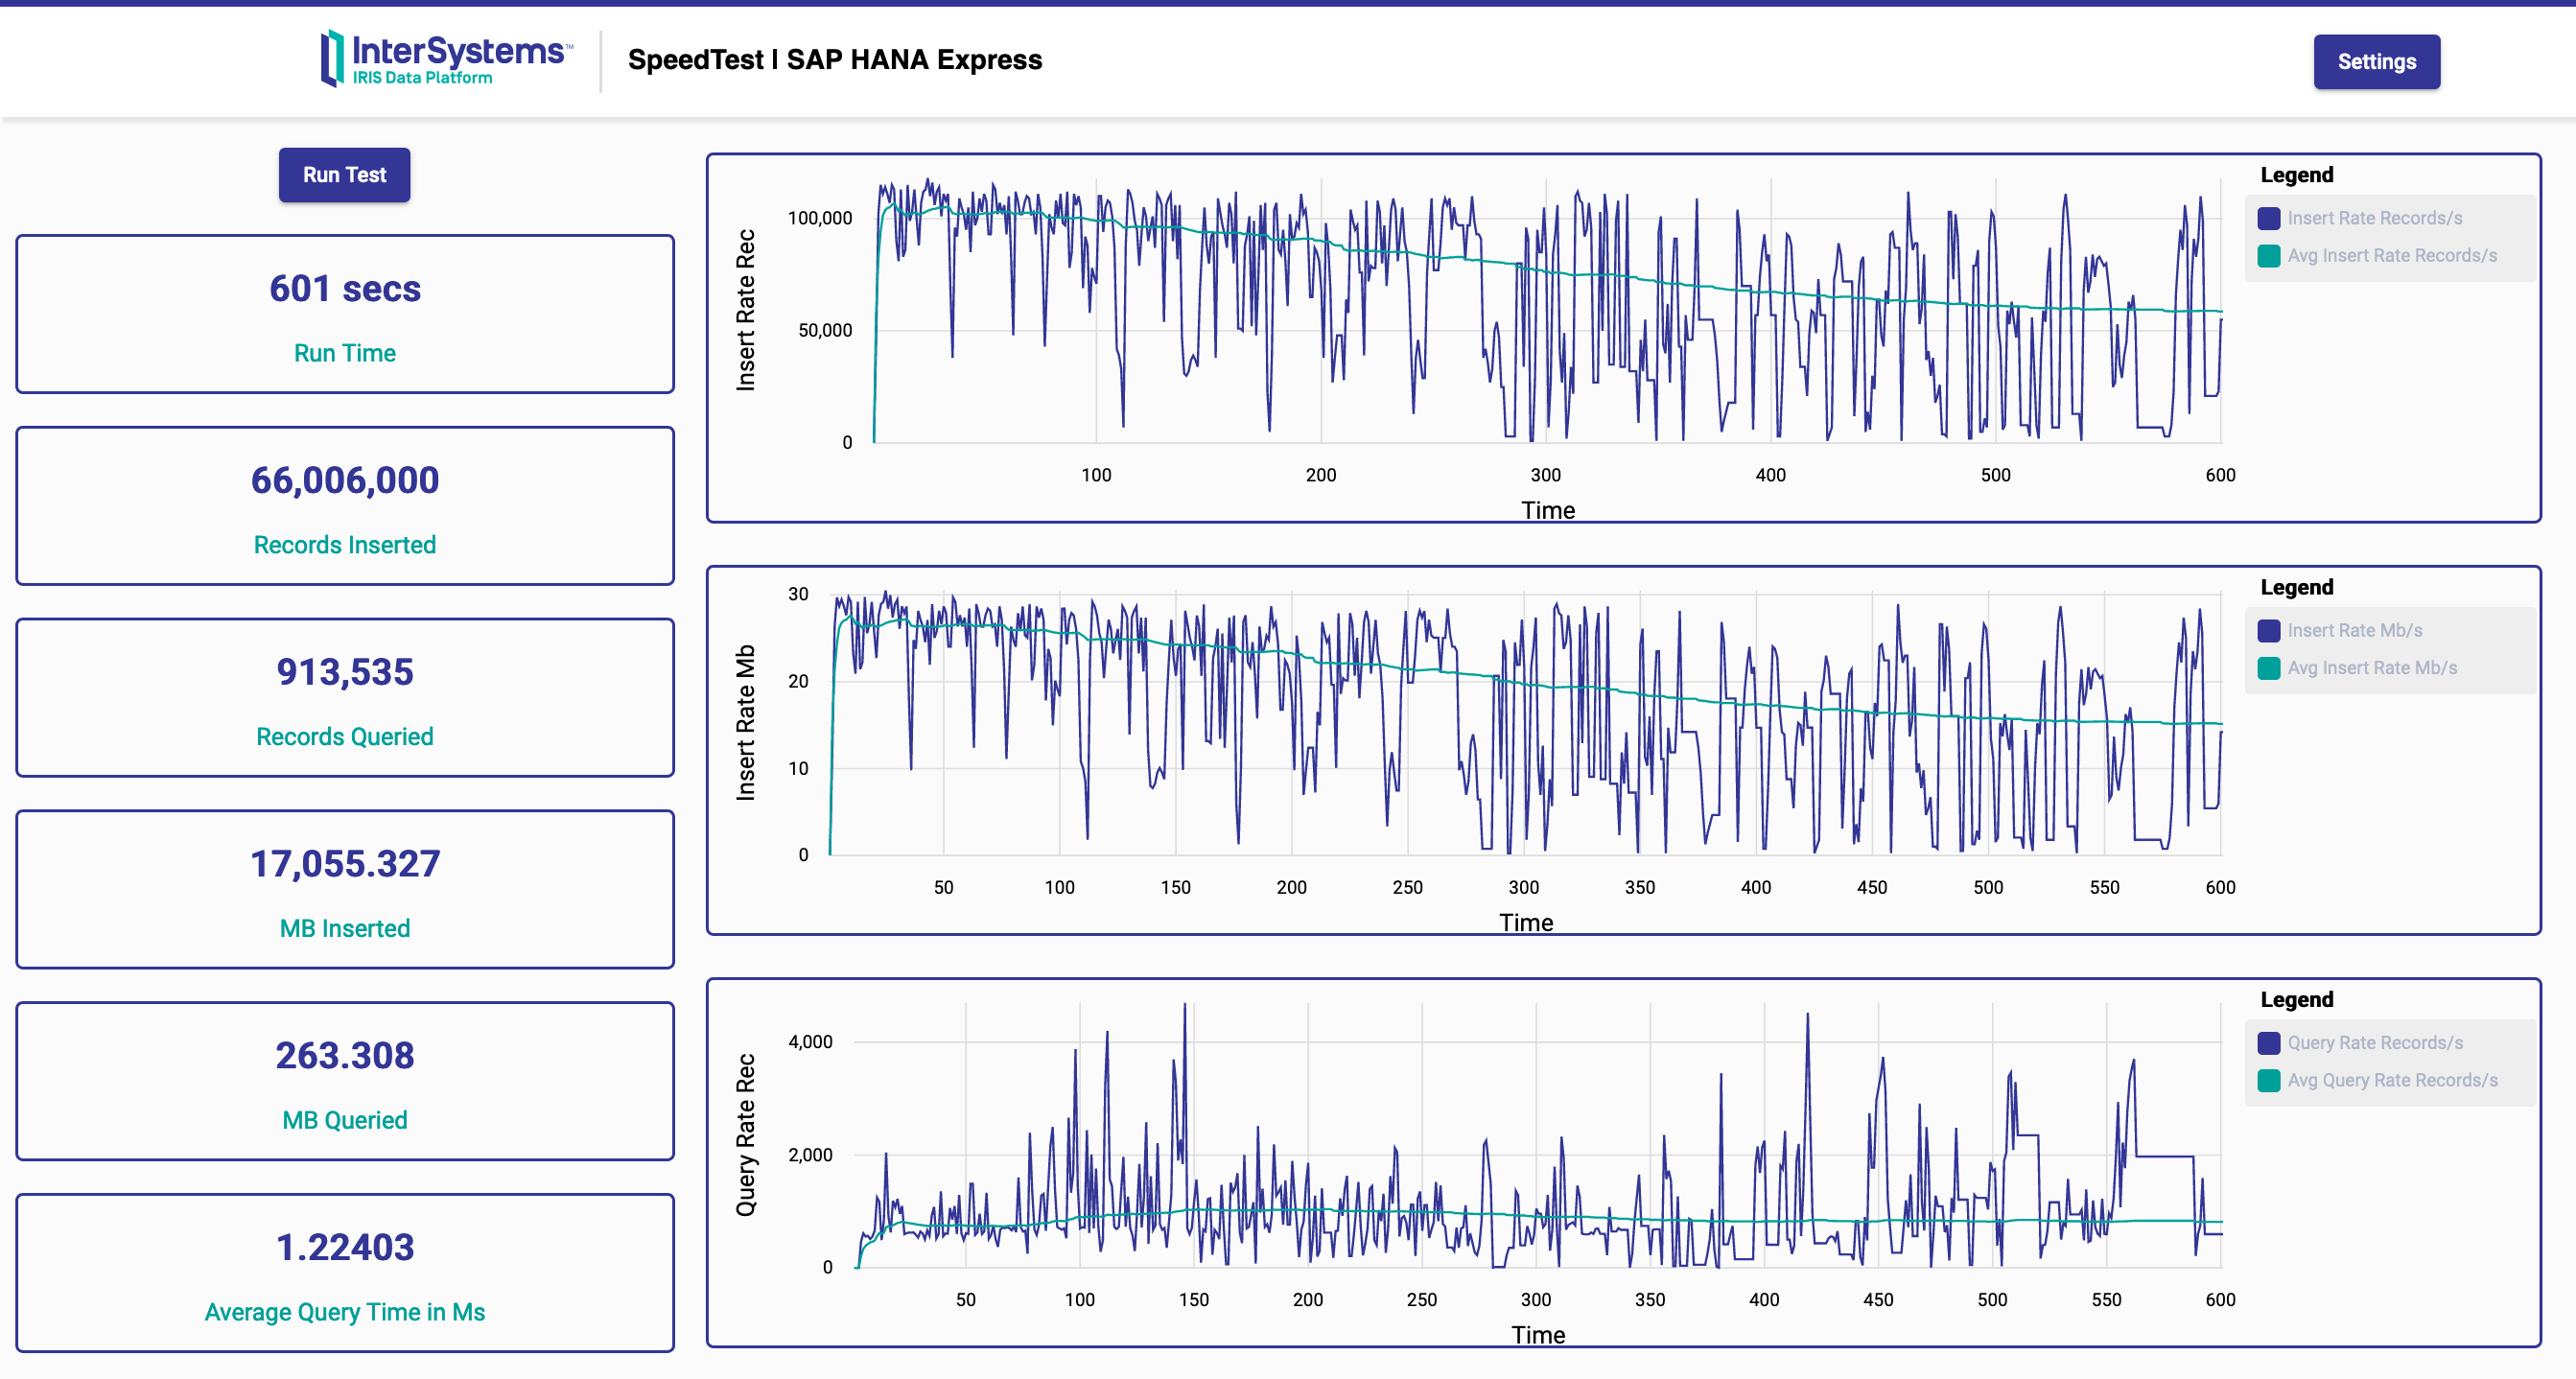 InterSystems™
IRIS Data Platform
SpeedTest | SAP HANA Express
Settings
Run Test
601 secs
Run Time
66,006,000
Records Inserted
913,535
Records Queried
17,055.327
MB Inserted
263.308
MB Queried
1.22403
Average Query Time in Ms
Insert Rate Rec
100,000
50,000
0
100 200 300 400 500 600
Time
Legend
Insert Rate Records/s
Avg Insert Rate Records/s
Insert Rate Mb
30
20
10
0
50 100 150 200 250 300 350 400 450 500 550 600
Time
Legend
Insert Rate Mb/s
Avg Insert Rate Mb/s
Query Rate Rec
4,000
2,000
0
50 100 150 200 250 300 350 400 450 500 550 600
Time
Legend
Query Rate Records/s
Avg Query Rate Records/s